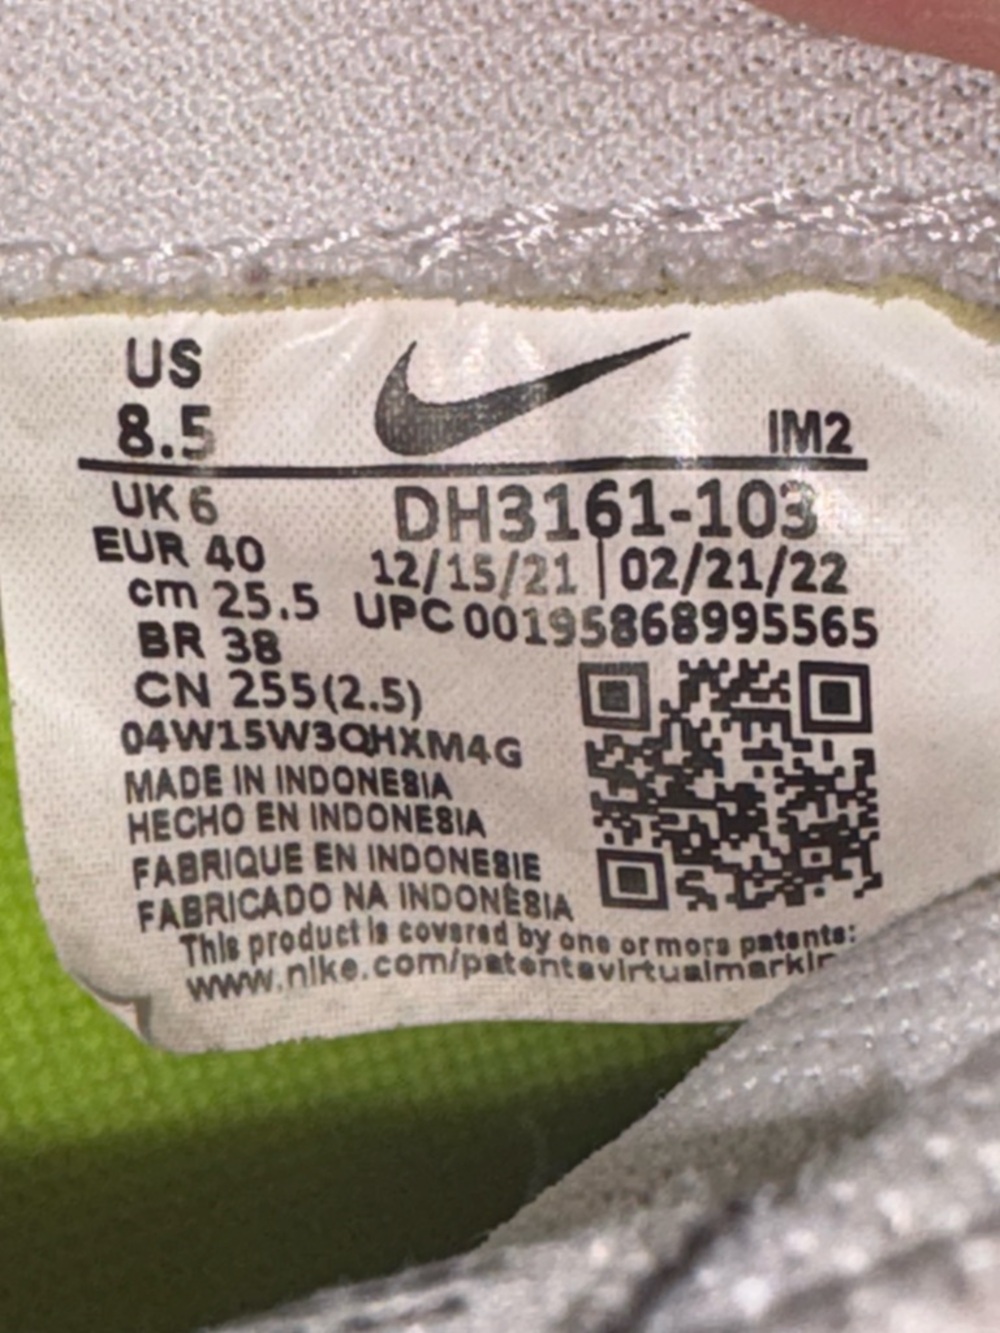 US
8.5
IM2
UK 6
DH3161-103
EUR 40
12/15/21 | 02/21/22
cm 25.5
UPC 00195868995565
BR 38
CN 255(2.5)
04W15W3QHXM4G
MADE IN INDONESIA
HECHO EN INDONESIA
FABRIQUE EN INDONESIE
FABRICADO NA INDONÈSIA
This product is covered by one or more patents:
www.nike.com/patentsvirtualmarkin